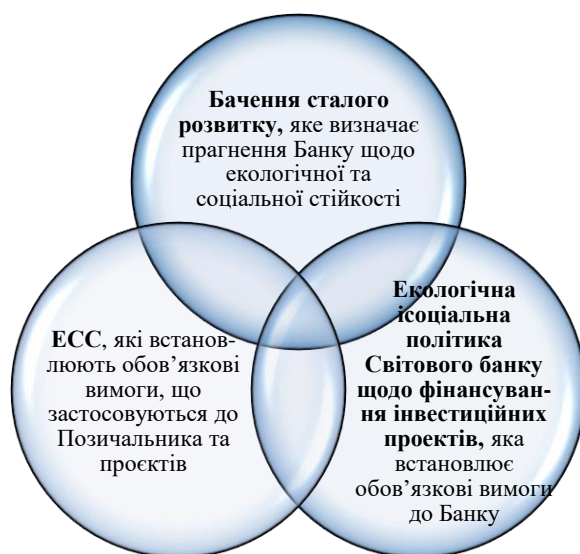 Бачення сталого
розвитку, яке визначає
прагнення Банку щодо
екологічної та
соціальної стійкості
ЕСС, які встанов-
люють обов’язкові
вимоги, що
застосовуються до
Позичальника та
проєктів
Екологічна
ісоціальна
політика
Світового банку
щодо фінансуван-
ня інвестиційних
проектів, яка
встановлює
обов’язкові вимоги
до Банку